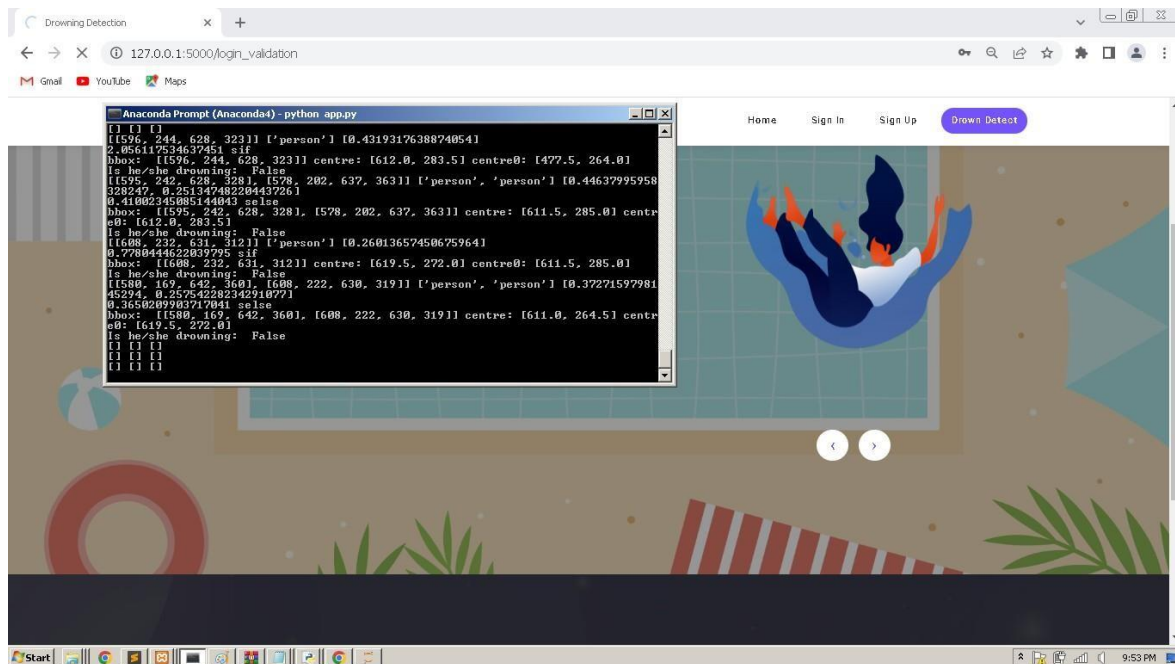 Drowning Detection
127.0.0.1:5000/login_validation
Gmail YouTube Maps
Anaconda Prompt (Anaconda4) - python app.py
[] [] []
[[596, 244, 628, 323]] ['person'] [0.4319317638874054]
2.056117534637451 sif
bbox: [[596, 244, 628, 323]] centre: [612.0, 283.5] centre0: [477.5, 264.0]
Is he/she drowning: False
[[595, 242, 628, 328], [578, 202, 637, 363]] ['person', 'person'] [0.44637995958
328247, 0.25134748220443726]
0.41002345085144043 selse
bbox: [[595, 242, 628, 328], [578, 202, 637, 363]] centre: [611.5, 285.0] centr
e0: [612.0, 283.5]
Is he/she drowning: False
[[608, 232, 631, 312]] ['person'] [0.26013657450675964]
0.7780444622039795 sif
bbox: [[608, 232, 631, 312]] centre: [619.5, 272.0] centre0: [611.5, 285.0]
Is he/she drowning: False
[[580, 169, 642, 360], [608, 222, 630, 319]] ['person', 'person'] [0.37271597981
45294, 0.25754228234291077]
0.3650209903717041 selse
bbox: [[580, 169, 642, 360], [608, 222, 630, 319]] centre: [611.0, 264.5] centr
e0: [619.5, 272.0]
Is he/she drowning: False
[] [] []
[] [] []
[] [] []
Home Sign In Sign Up Drown Detect
Start 9:53 PM